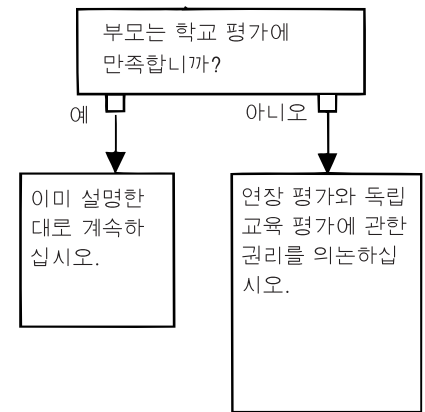 부모는 학교 평가에
만족합니까?
예
아니오
이미 설명한
대로 계속하
십시오.
연장 평가와 독립
교육 평가에 관한
권리를 의논하십
시오.